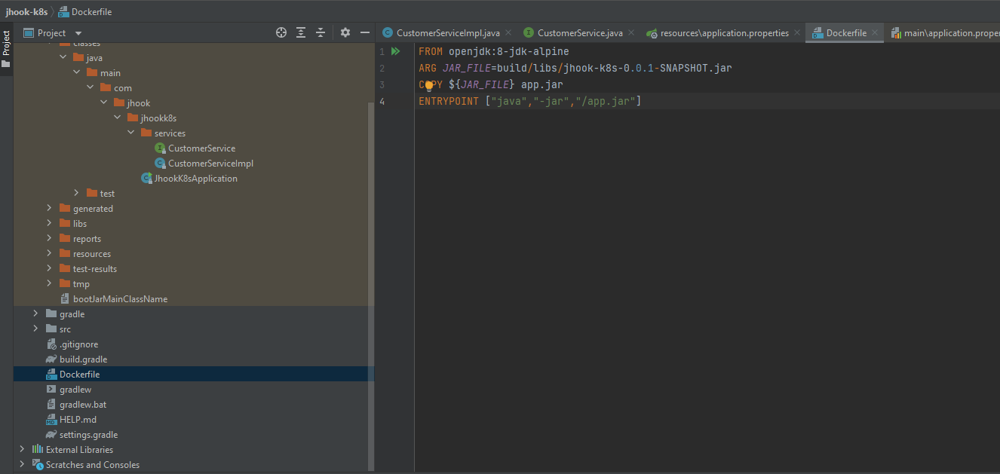 jhook-k8s
Dockerfile
Project
Project
CustomerServiceImpl.java
CustomerService.java
resources\application.properties
Dockerfile
main\application.proper
classes
java
main
com
jhook
jhookk8s
services
CustomerService
CustomerServiceImpl
JhookK8sApplication
test
generated
libs
reports
resources
test-results
tmp
bootJarMainClassName
gradle
src
.gitignore
build.gradle
Dockerfile
gradlew
gradlew.bat
HELP.md
settings.gradle
External Libraries
Scratches and Consoles
1 FROM openjdk:8-jdk-alpine
2 ARG JAR_FILE=build/libs/jhook-k8s-0.0.1-SNAPSHOT.jar
3 COPY ${JAR_FILE} app.jar
4 ENTRYPOINT ["java","-jar","/app.jar"]